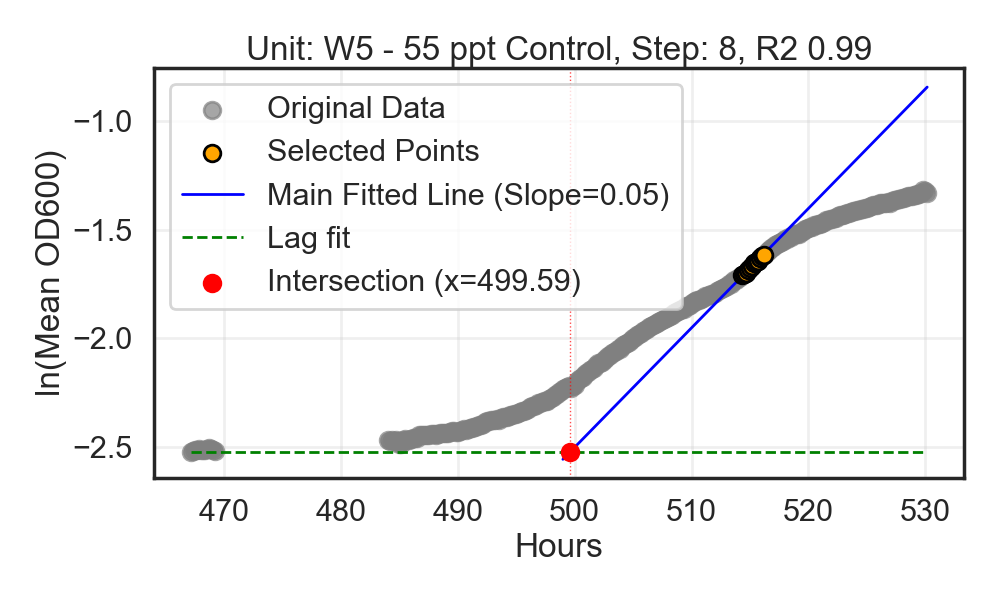 Unit: W5 - 55 ppt Control, Step: 8, R2 0.99
Original Data
Selected Points
Main Fitted Line (Slope=0.05)
Lag fit
Intersection (x=499.59)
ln(Mean OD600)
−1.0
−1.5
−2.0
−2.5
470 480 490 500 510 520 530
Hours